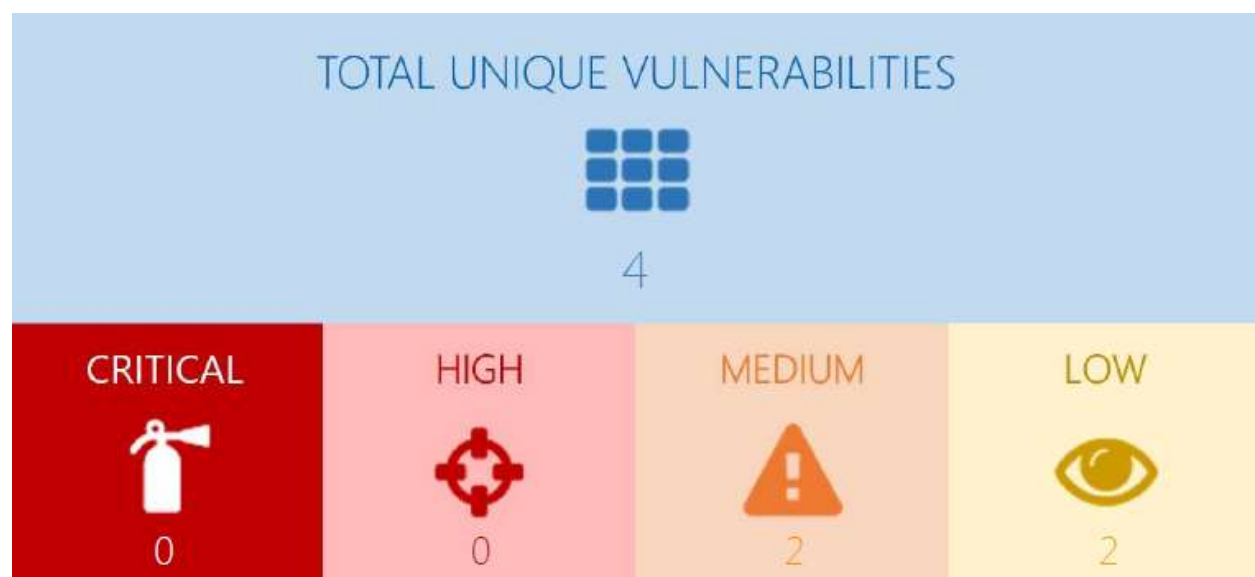 TOTAL UNIQUE VULNERABILITIES
4
CRITICAL
HIGH
MEDIUM
LOW
0
0
2
2